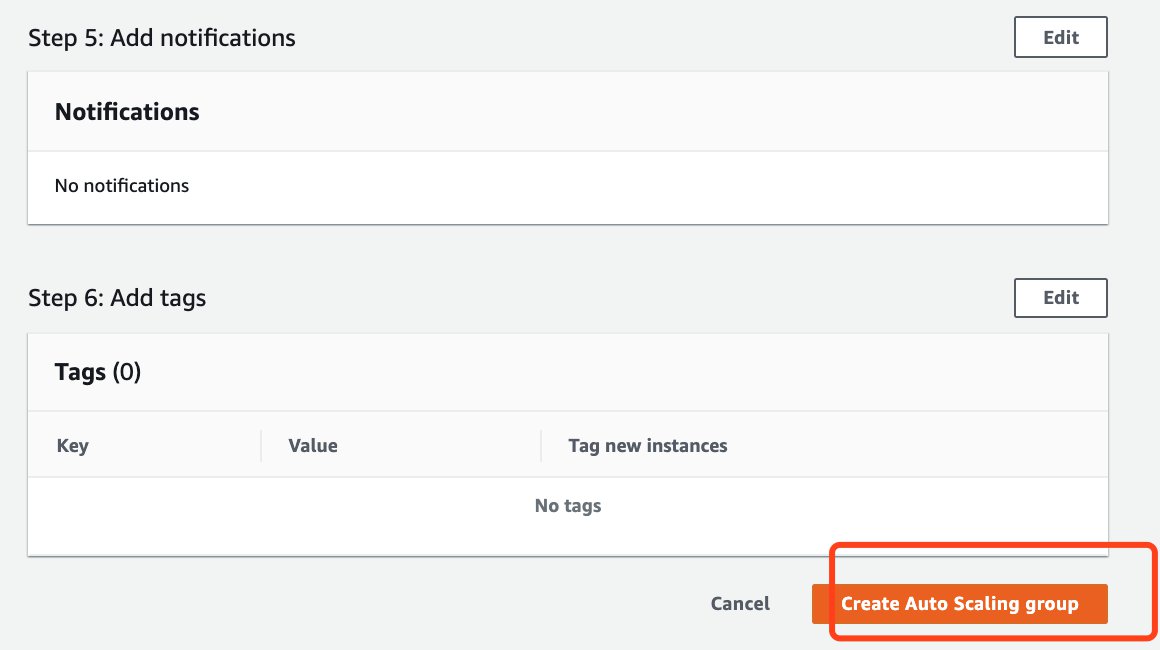 Step 5: Add notifications
Edit
Notifications
No notifications
Step 6: Add tags
Edit
Tags (0)
Key Value Tag new instances
No tags
Cancel Create Auto Scaling group